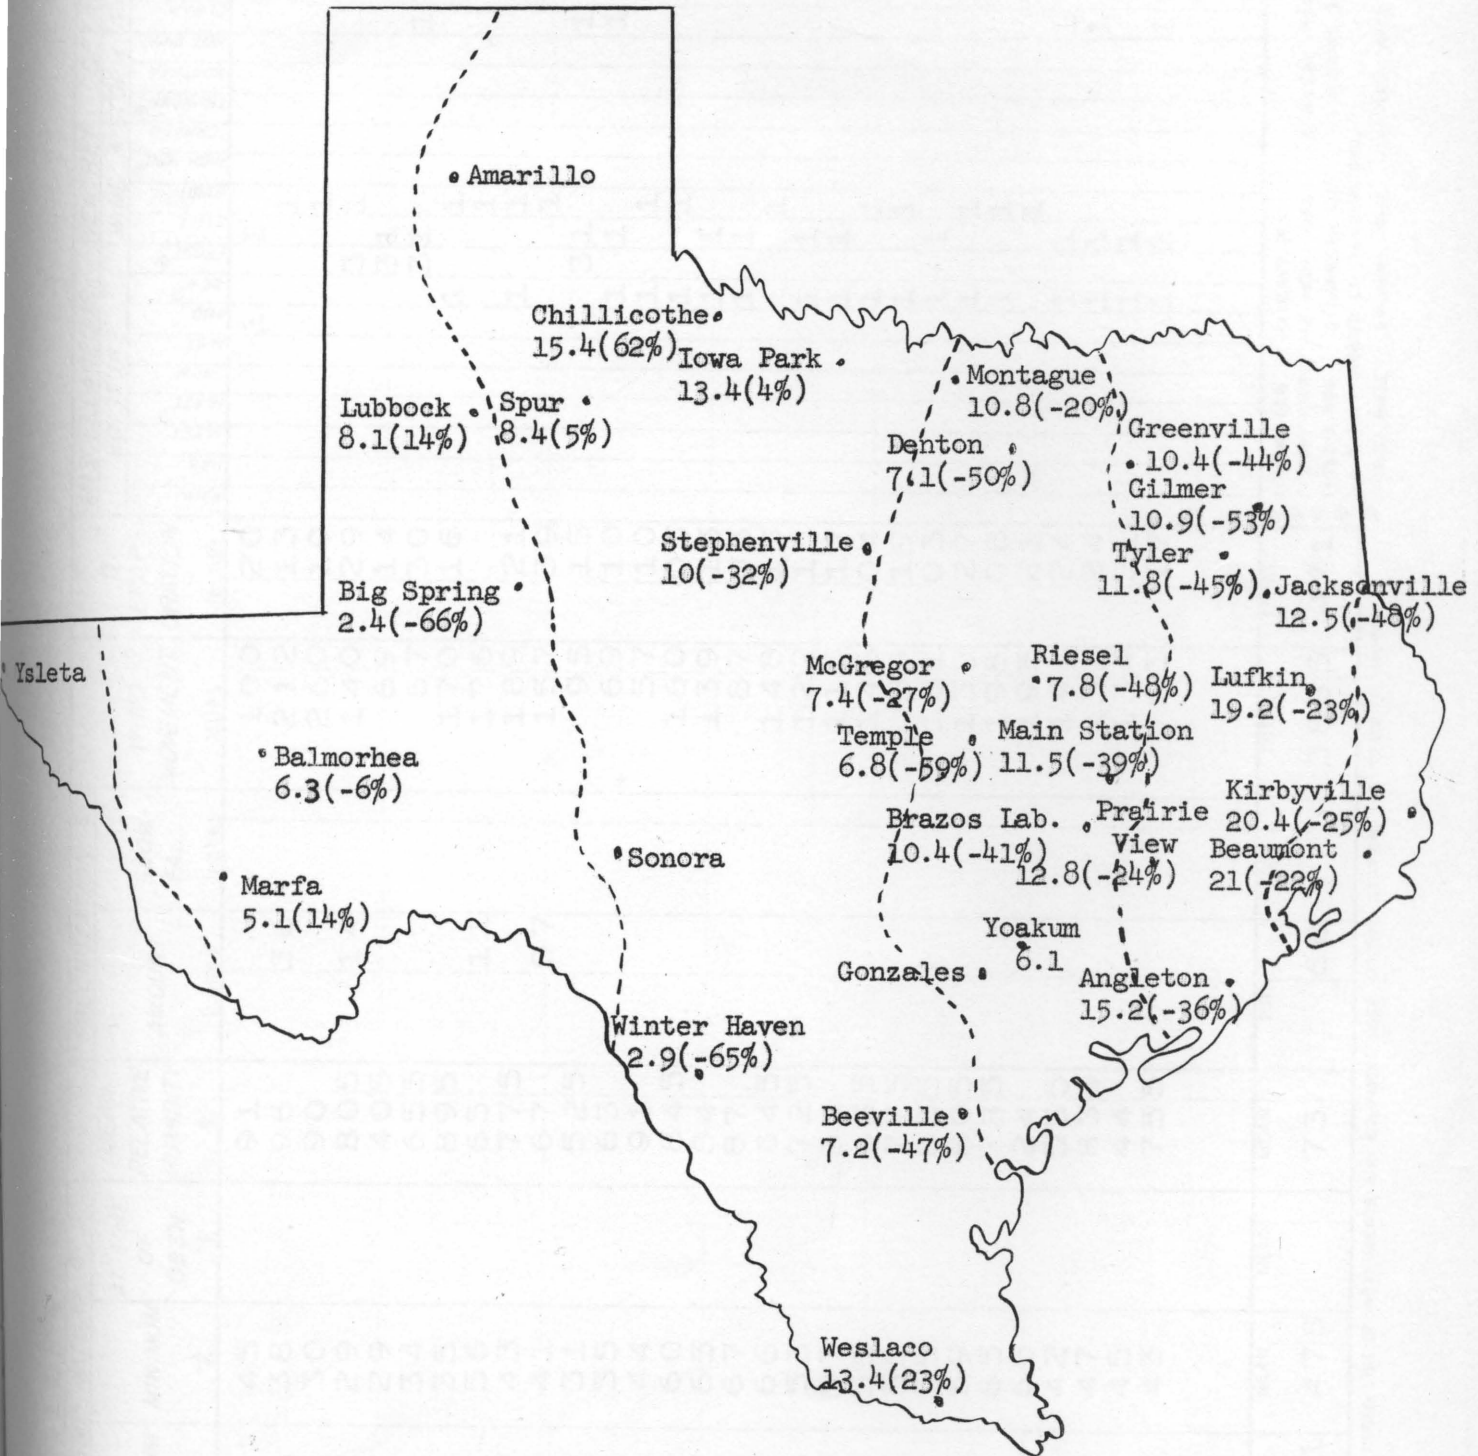 Amarillo
Chillicothe
15.4(62%)
Iowa Park
13.4(4%)
Montague
10.8(-20%)
Lubbock
8.1(14%)
Spur
8.4(5%)
Greenville
10.4(-44%)
Denton
7.1(-50%)
Gilmer
10.9(-53%)
Stephenville
10(-32%)
Tyler
11.8(-45%)
Big Spring
2.4(-66%)
Jacksonville
12.5(-48%)
Ysleta
McGregor
7.4(-27%)
Riesel
7.8(-48%)
Lufkin
19.2(-23%)
Temple
6.8(-59%)
Main Station
11.5(-39%)
Balmorhea
6.3(-6%)
Kirbyville
20.4(-25%)
Brazos Lab.
10.4(-41%)
Prairie
View
12.8(-24%)
Beaumont
21(-22%)
Sonora
Marfa
5.1(14%)
Yoakum
6.1
Gonzales
Angleton
15.2(-36%)
Winter Haven
2.9(-65%)
Beeville
7.2(-47%)
Weslaco
13.4(23%)